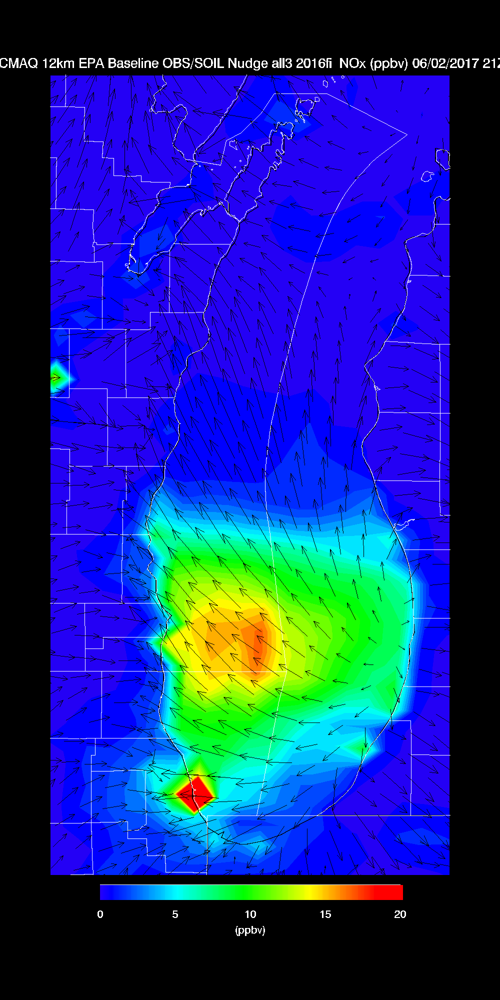 CMAQ 12km EPA Baseline OBS/SOIL Nudge all3 2016fi NOx (ppbv) 06/02/2017 21Z
0 5 10 15 20
(ppbv)